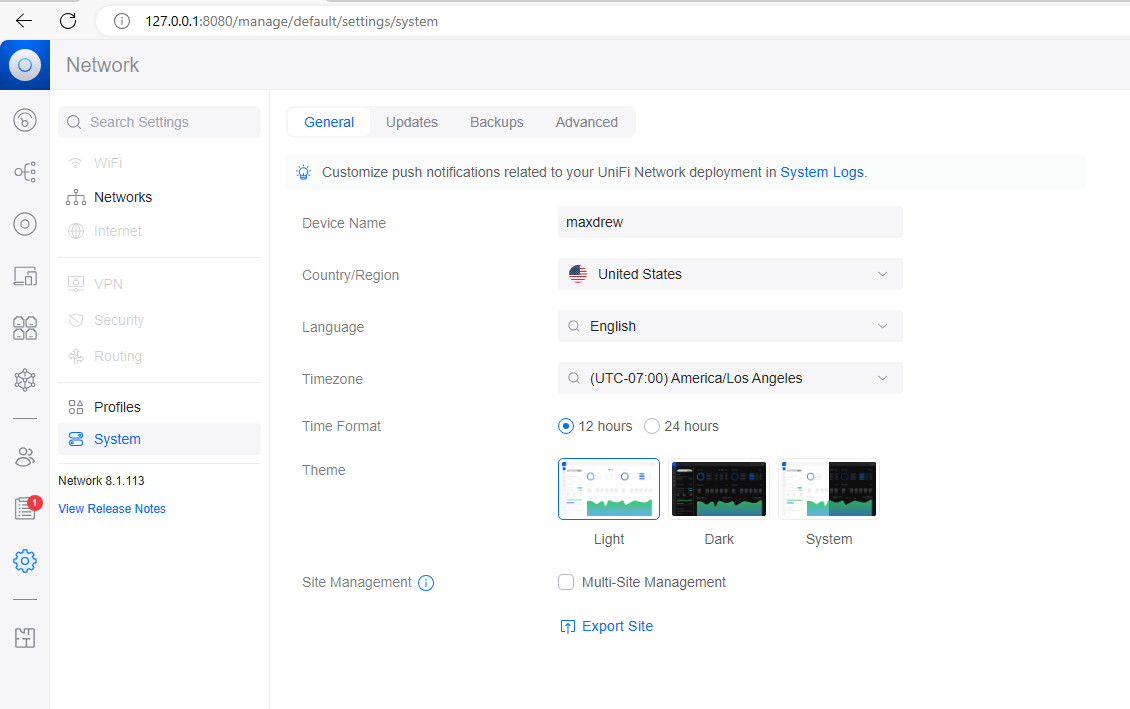 127.0.0.1:8080/manage/default/settings/system
Network
Search Settings
WiFi
Networks
Internet
VPN
Security
Routing
Profiles
System
Network 8.1.113
View Release Notes
1
General Updates Backups Advanced
Customize push notifications related to your UniFi Network deployment in System Logs.
Device Name maxdrew
Country/Region United States
Language English
Timezone (UTC-07:00) America/Los Angeles
Time Format 12 hours 24 hours
Theme
Light Dark System
Site Management Multi-Site Management
Export Site